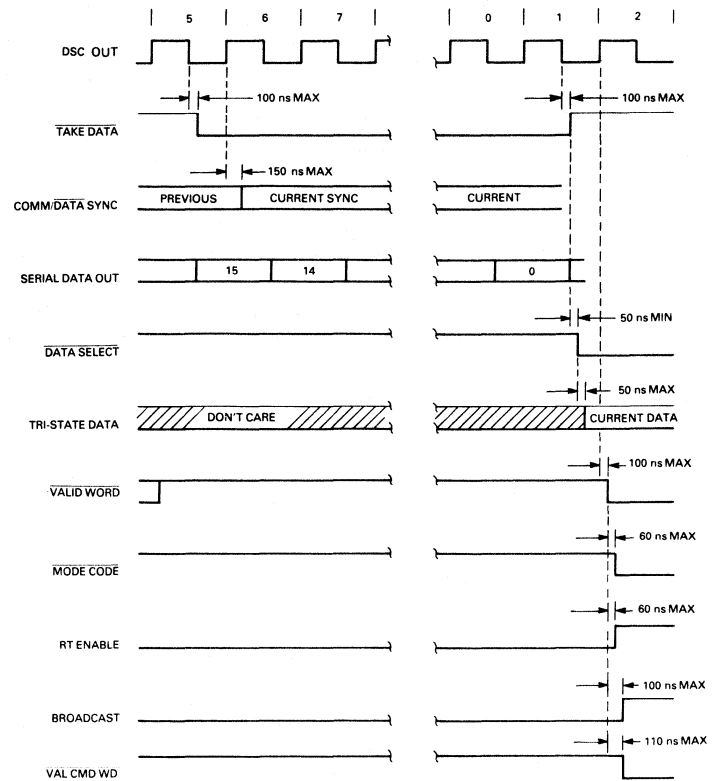 5 6 7 0 1 2
DSC OUT
100 ns MAX 100 ns MAX
TAKE DATA
150 ns MAX
COMM/DATA SYNC PREVIOUS CURRENT SYNC CURRENT
SERIAL DATA OUT 15 14 0
50 ns MIN
DATA SELECT
50 ns MAX
TRI-STATE DATA DON'T CARE CURRENT DATA
100 ns MAX
VALID WORD
60 ns MAX
MODE CODE
60 ns MAX
RT ENABLE
100 ns MAX
BROADCAST
110 ns MAX
VAL CMD WD